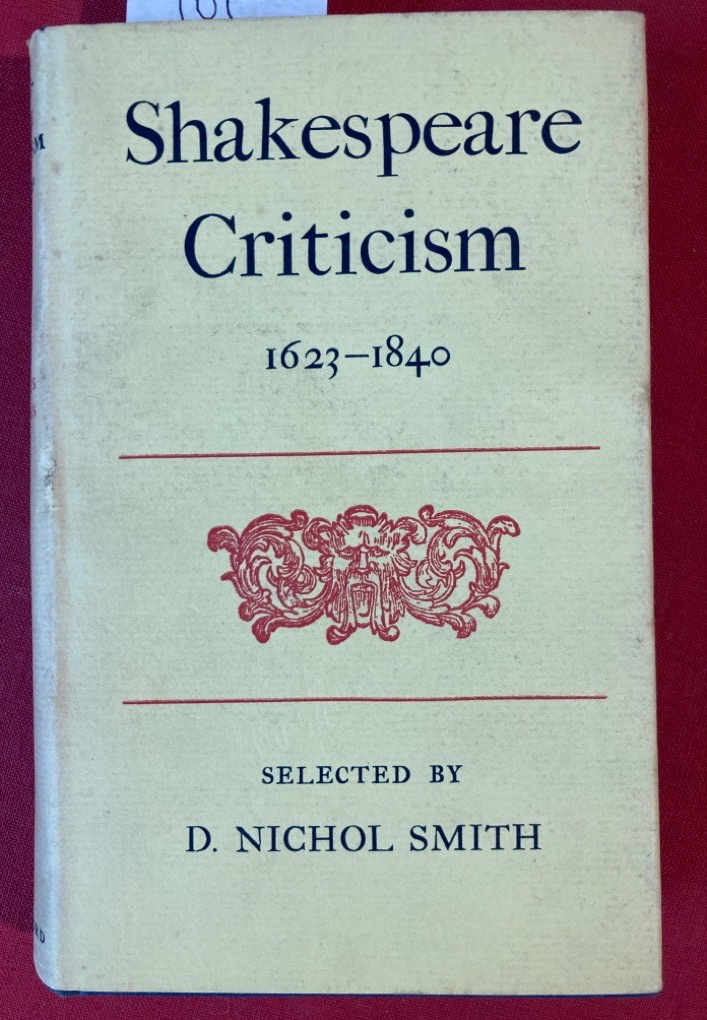 Shakespeare
Criticism
1623–1840
SELECTED BY
D. NICHOL SMITH